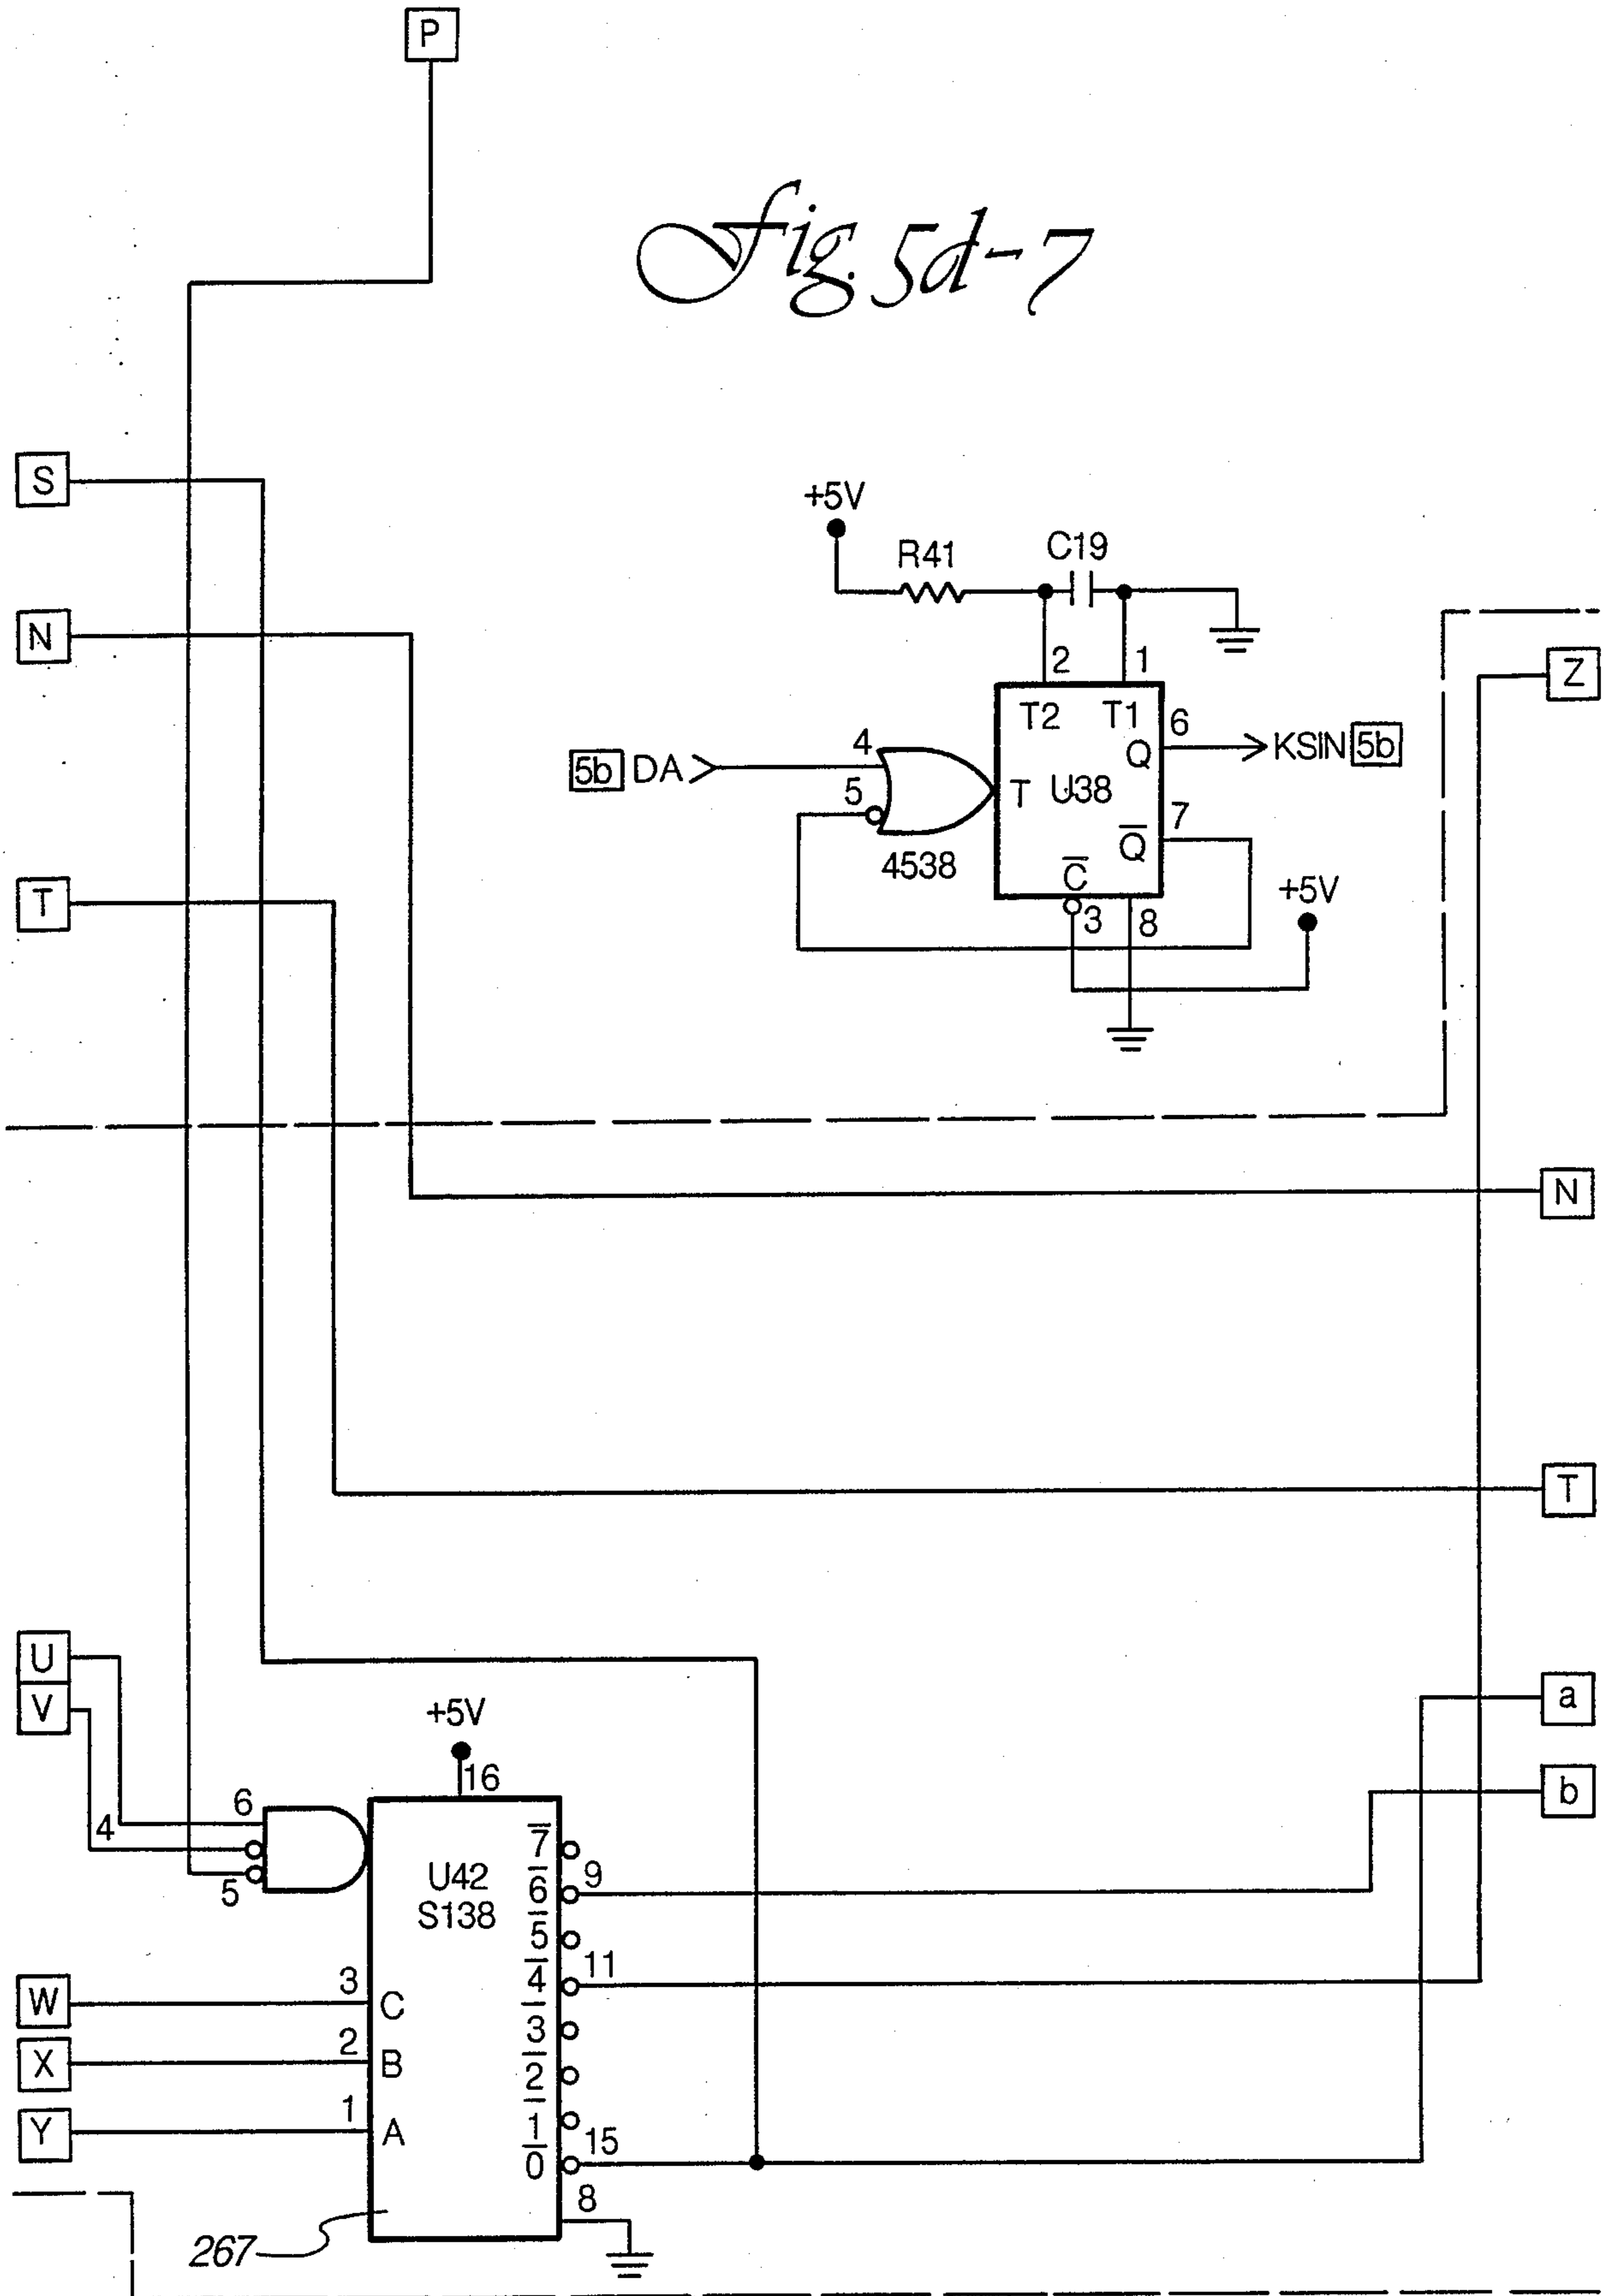 P
Fig. 5d-7
S
+5V
R41
C19
N
2
1
Z
T2
T1
6
4
Q
KSIN 5b
5b DA
5
T
U38
7
Q̅
4538
C̅
+5V
T
3
8
N
T
U
a
V
+5V
b
16
6
4
7̅
U42
9
5
6̅
S138
5̅
11
3
4̅
W
C
3̅
2
X
B
2̅
1
1̅
Y
A
15
0̅
8
267